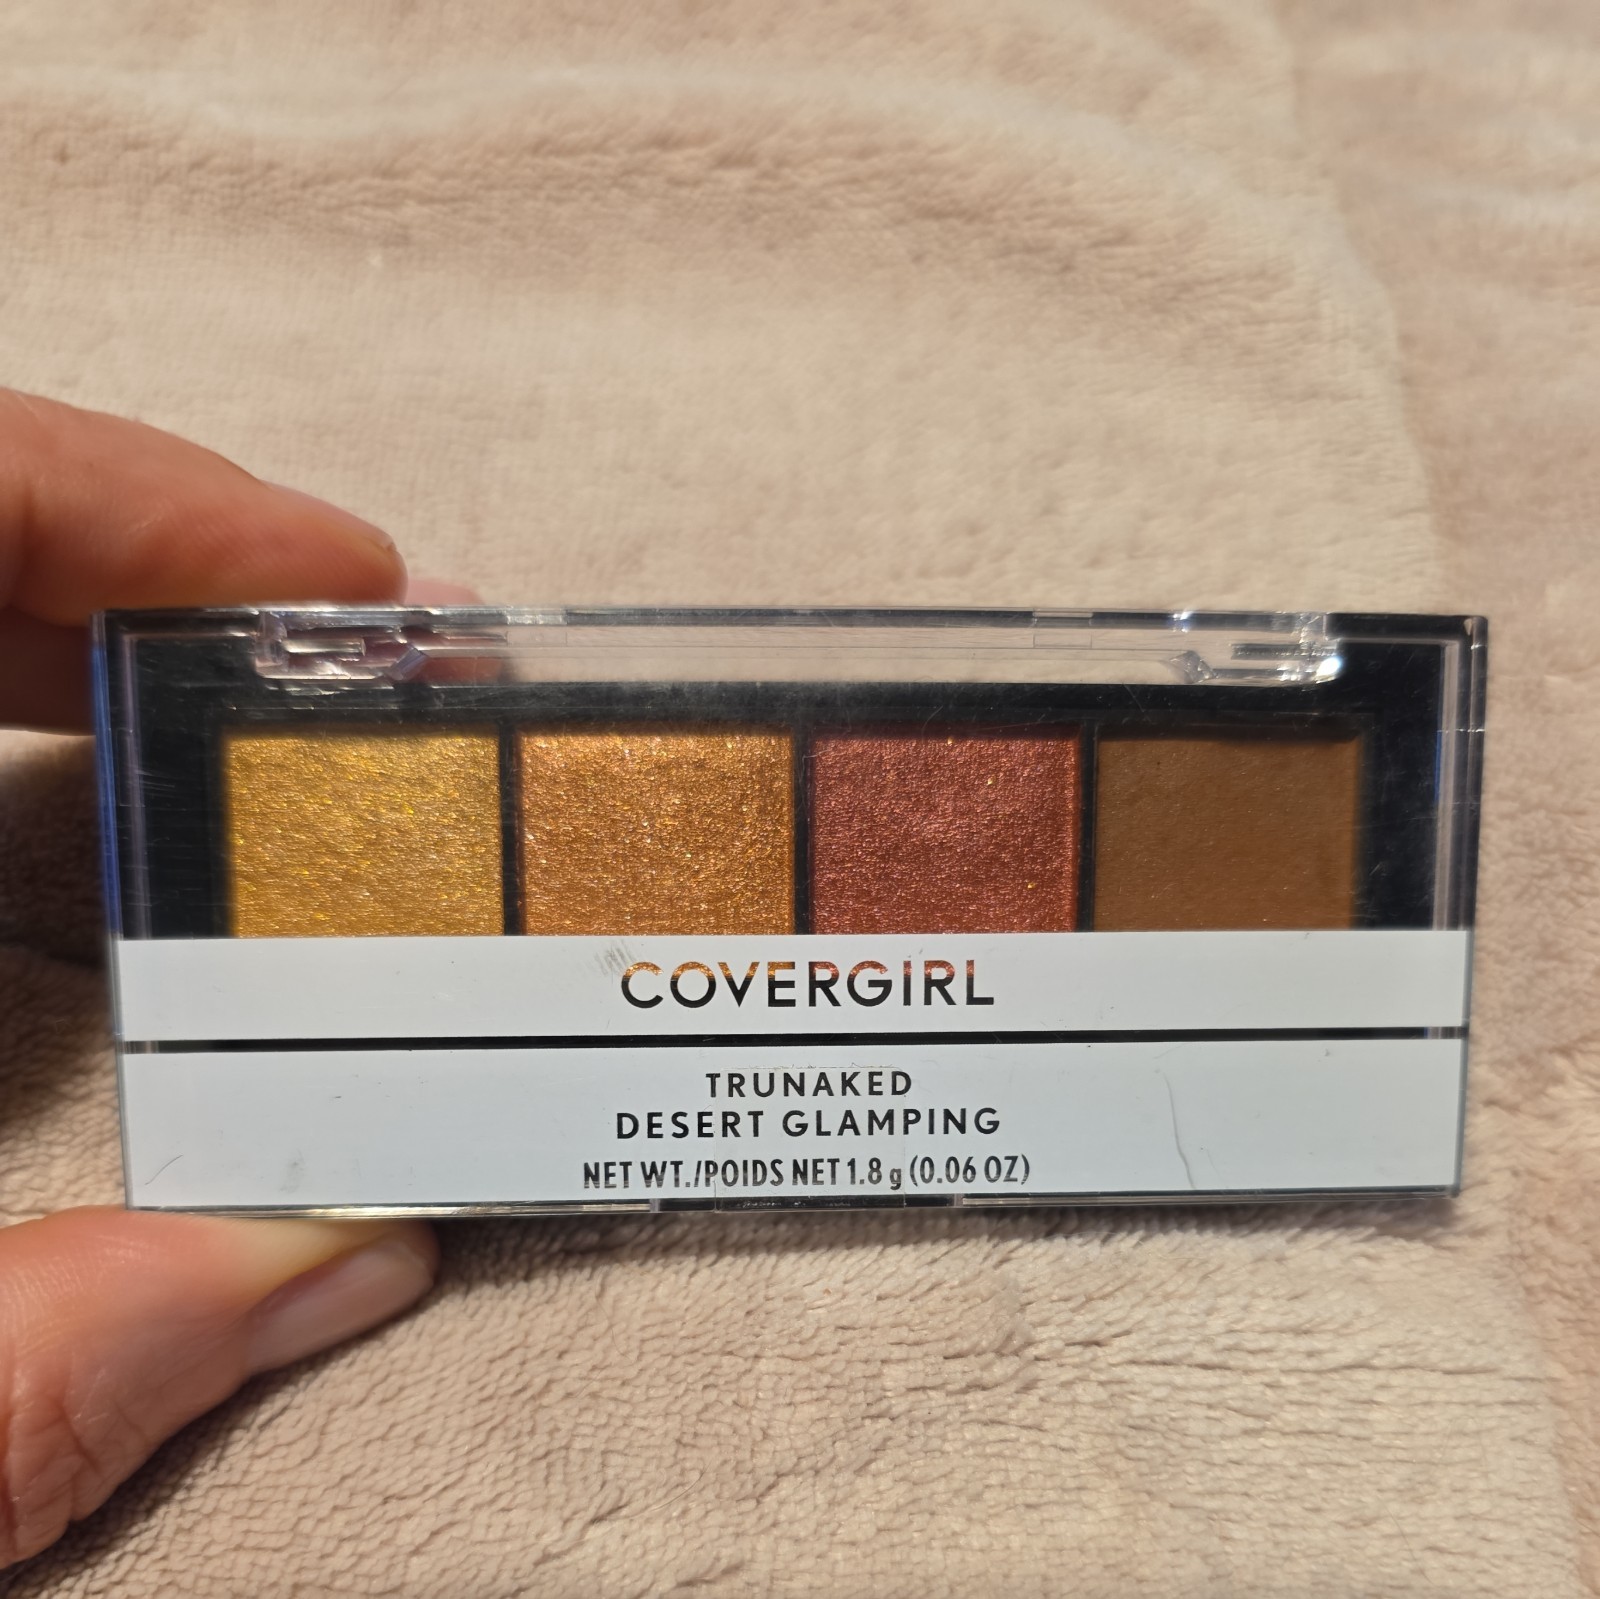 COVERGIRL
TRUNAKED
DESERT GLAMPING
NET WT./POIDS NET 1.8 g (0.06 OZ)